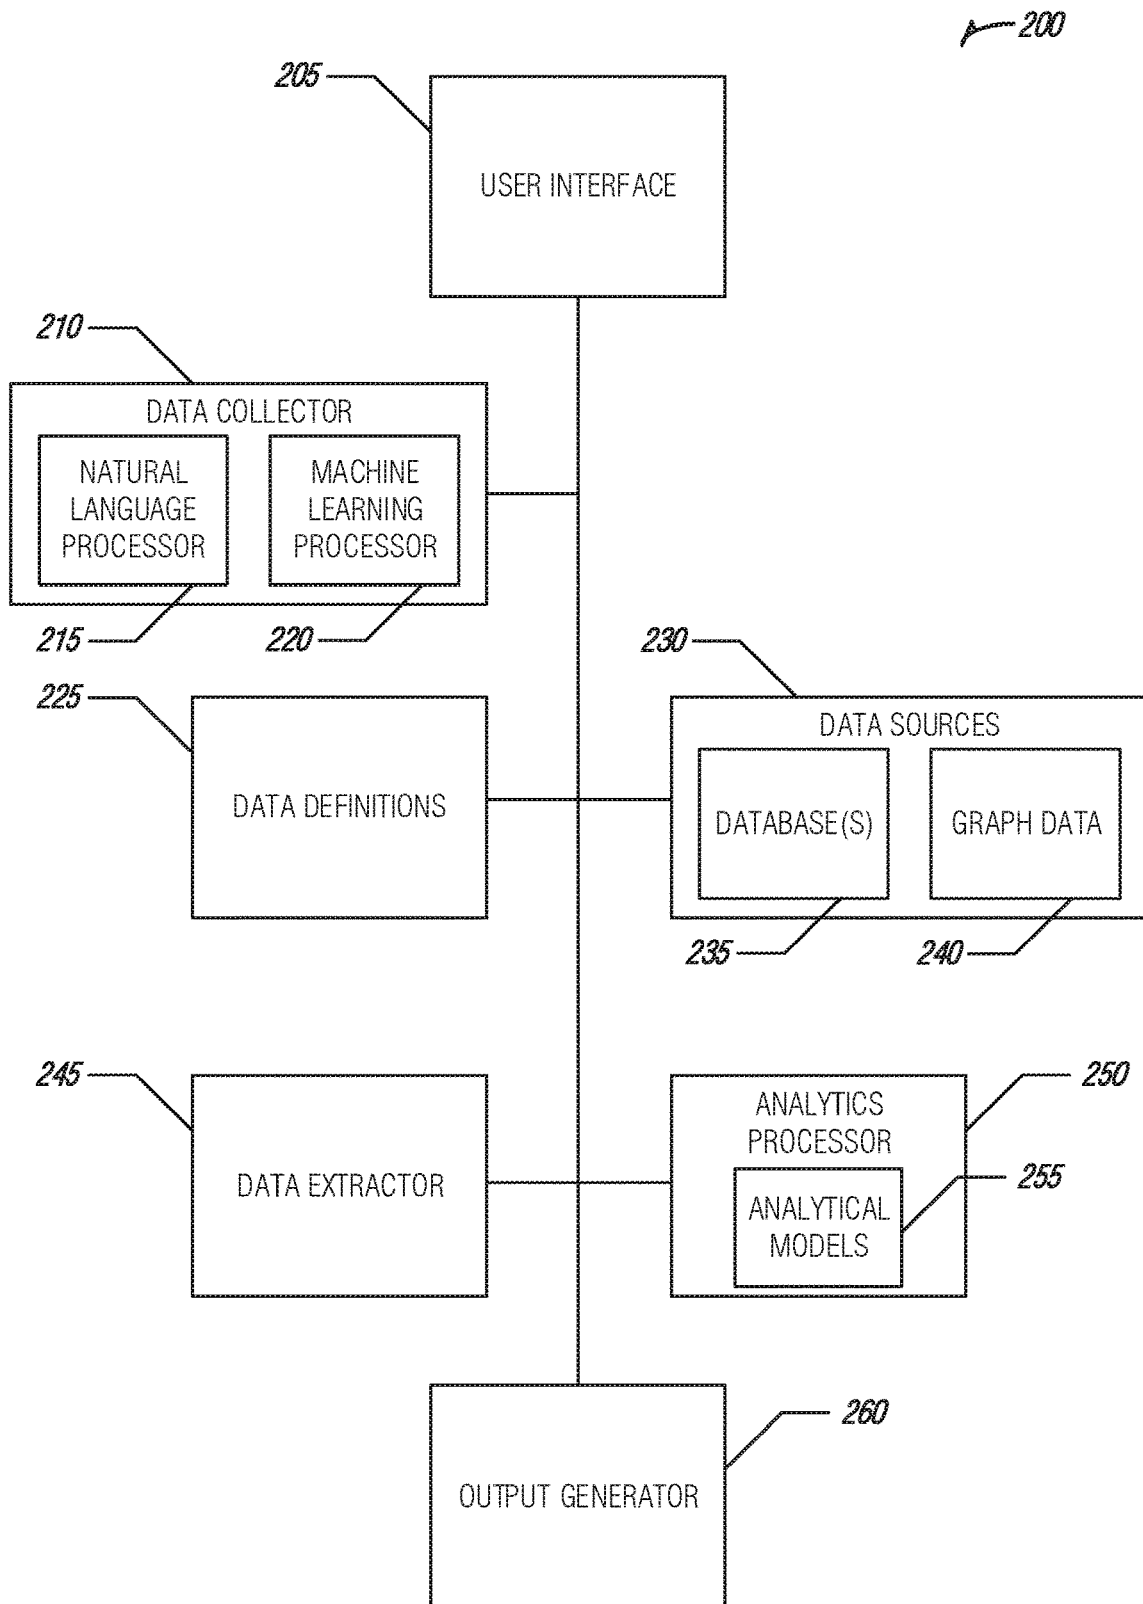 200
205
USER INTERFACE
210
DATA COLLECTOR
NATURAL
LANGUAGE
PROCESSOR
MACHINE
LEARNING
PROCESSOR
215
220
230
225
DATA SOURCES
DATA DEFINITIONS
DATABASE(S)
GRAPH DATA
235
240
245
250
ANALYTICS
PROCESSOR
DATA EXTRACTOR
255
ANALYTICAL
MODELS
260
OUTPUT GENERATOR